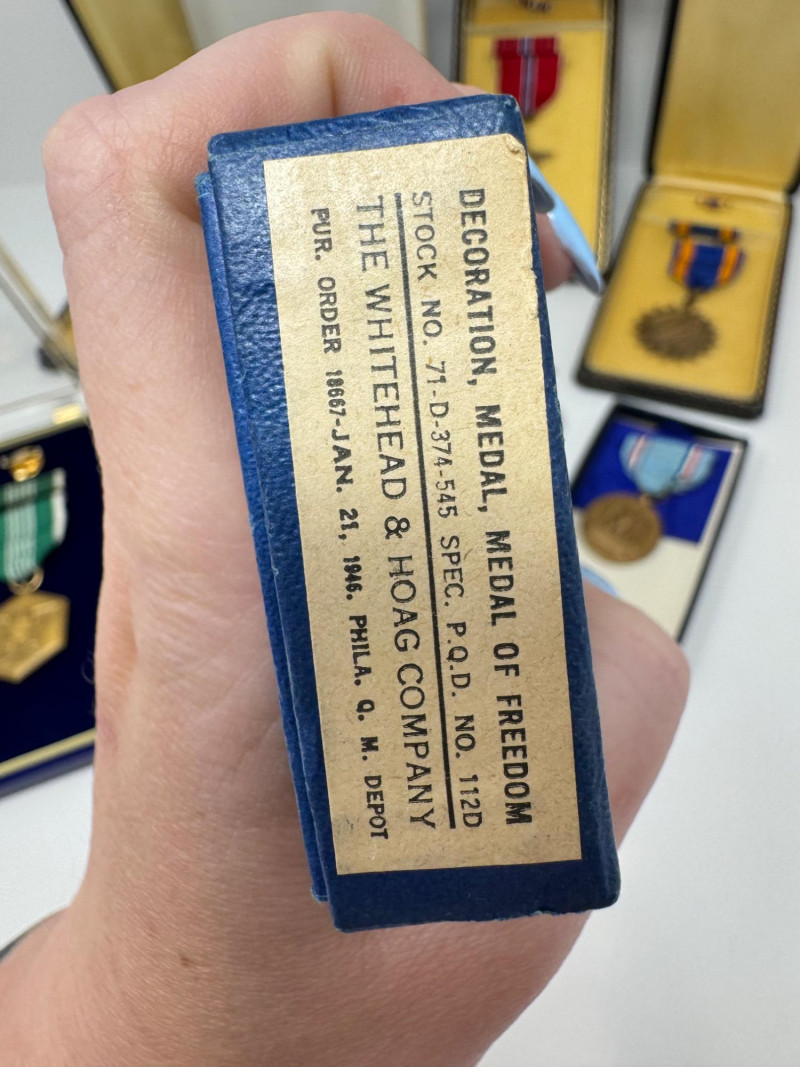 DECORATION, MEDAL, MEDAL OF FREEDOM
STOCK NO. 71-D-374-545 SPEC. P.Q.D. NO. 112D
THE WHITEHEAD & HOAG COMPANY
PUR. ORDER 18667-JAN. 21, 1946. PHILA. Q. M. DEPOT